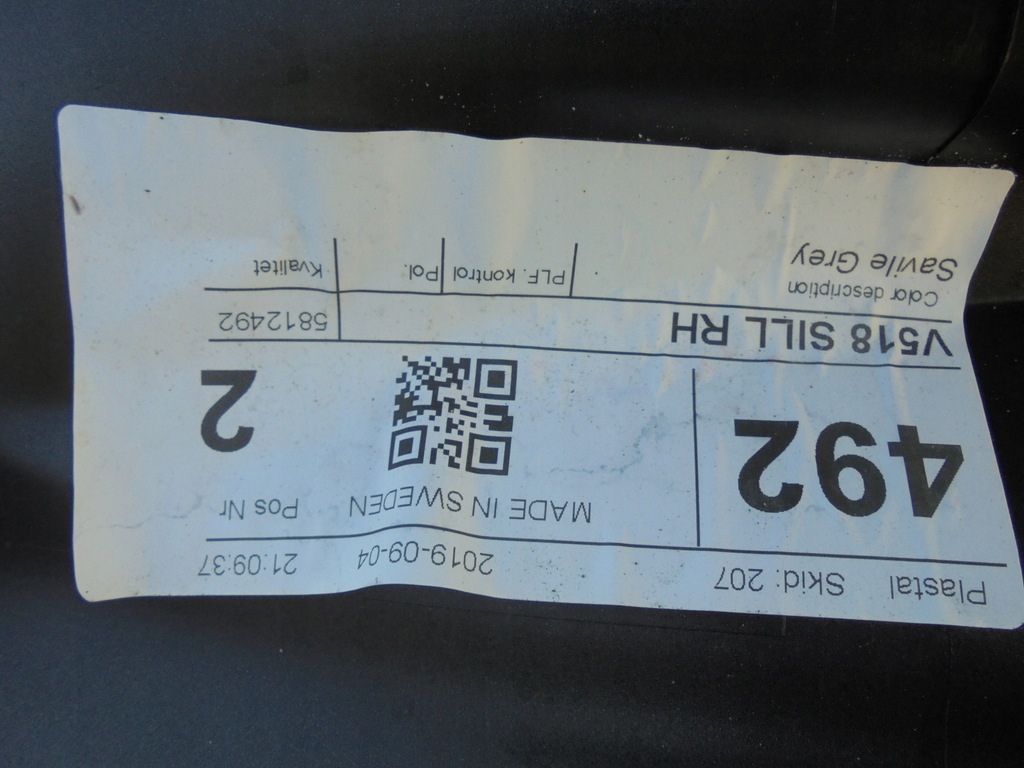 Plastal Skid: 207 2019-09-04 21:09:37
492 MADE IN SWEDEN Pos Nr
2
V518 SILL RH 5812492
Color description PLF. kontrol Pol. Kvalitet
Savile Grey